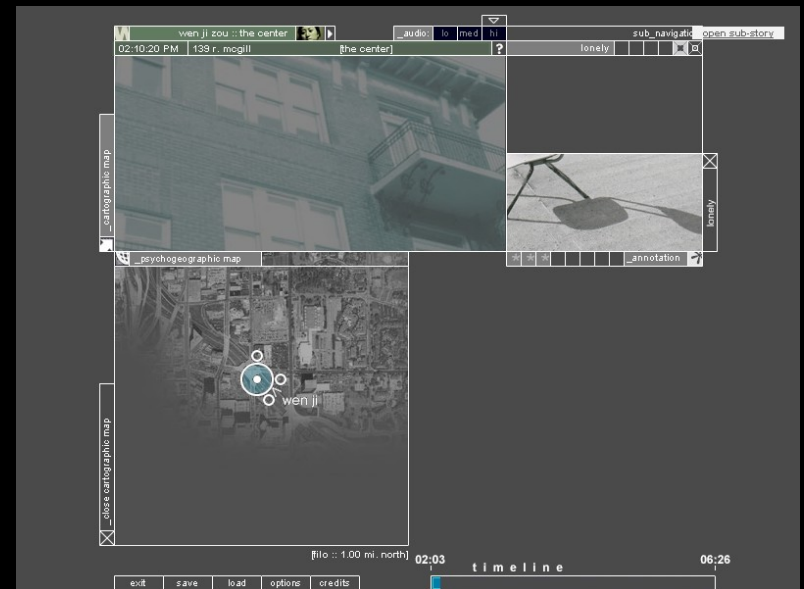 wen ji zou :: the center
_audio: lo med hi
sub_navigatio
open sub-story
02:10:20 PM 139 r. mcgill [the center] ?
lonely
_cartographic map
lonely
_psychogeographic map
_annotation
wen ji
_close cartographic map
[filo :: 1.00 mi. north]
02:03 timeline 06:26
exit save load options credits